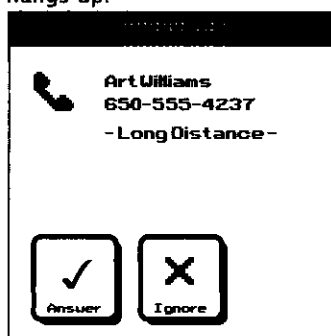 hangs up.
Art Williams
650-555-4237
-Long Distance-
Answer
Ignore